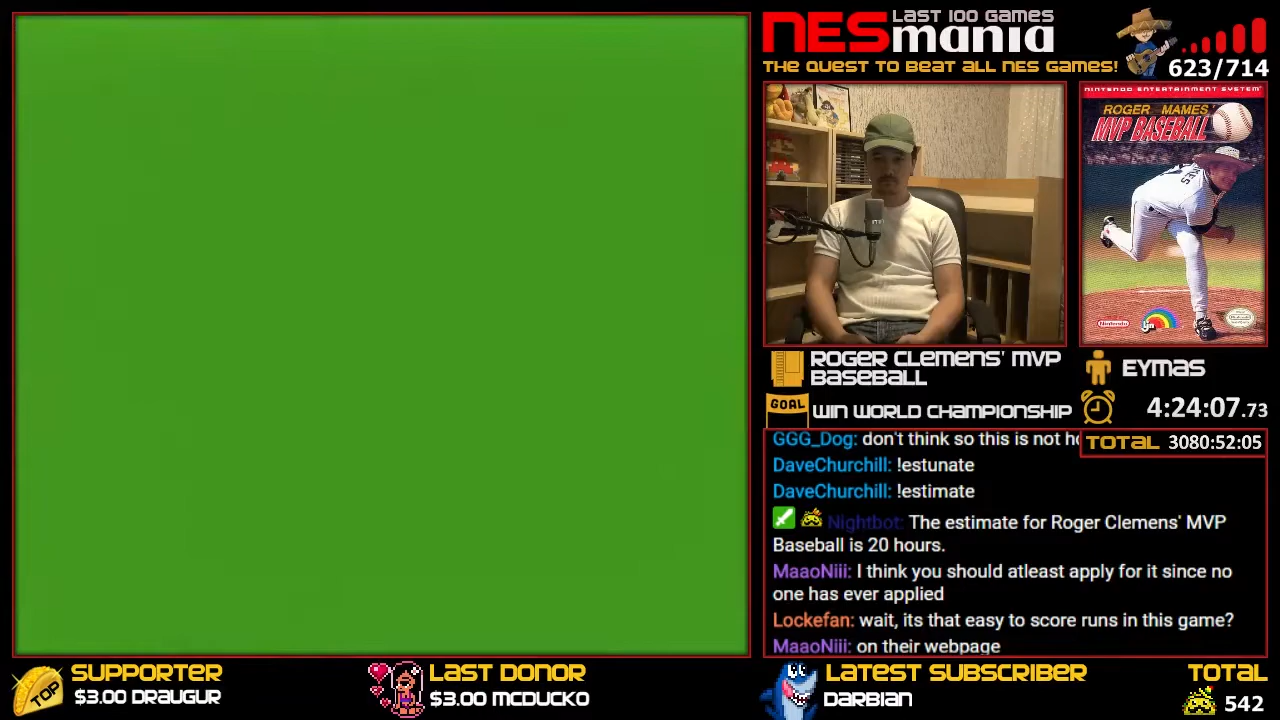 NESmania
LAST 100 GAMES
THE QUEST TO BEAT ALL NES GAMES!
623/714
NINTENDO ENTERTAINMENT SYSTEM
ROGER MAMES'
MVP BASEBALL
ROGER CLEMENS' MVP
BASEBALL
EYMAS
GOAL
WIN WORLD CHAMPIONSHIP
4:24:07.73
TOTAL 3080:52:05
GGG_Dog: don't think so this is not
DaveChurchill: !estunate
DaveChurchill: !estimate
Nightbot: The estimate for Roger Clemens' MVP
Baseball is 20 hours.
MaaoNiii: I think you should atleast apply for it since no
one has ever applied
Lockefan: wait, its that easy to score runs in this game?
MaaoNiii: on their webpage
TOP
SUPPORTER
$3.00 DRAUGUR
LAST DONOR
$3.00 MCDUCKO
LATEST SUBSCRIBER
DARBIAN
TOTAL
542